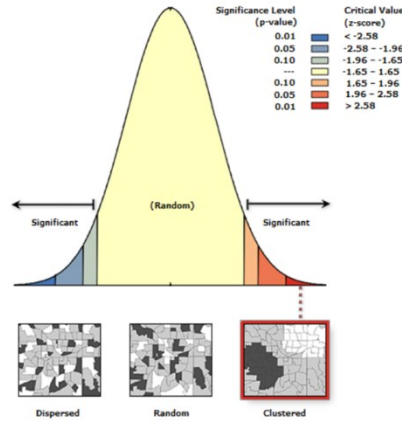 Significance Level Critical Value
(p-value) (z-score)
0.01 < -2.58
0.05 -2.58 – -1.96
0.10 -1.96 – -1.65
--- -1.65 – 1.65
0.10 1.65 – 1.96
0.05 1.96 – 2.58
0.01 > 2.58
(Random)
Significant Significant
Dispersed Random Clustered